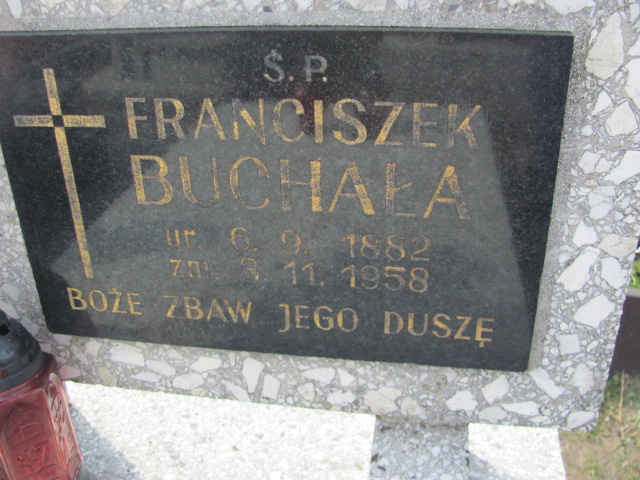 Ś.P.
FRANCISZEK
BUCHAŁA
ur. 6. 9. 1882
zm. 3. 11. 1958
BOŻE ZBAW JEGO DUSZĘ